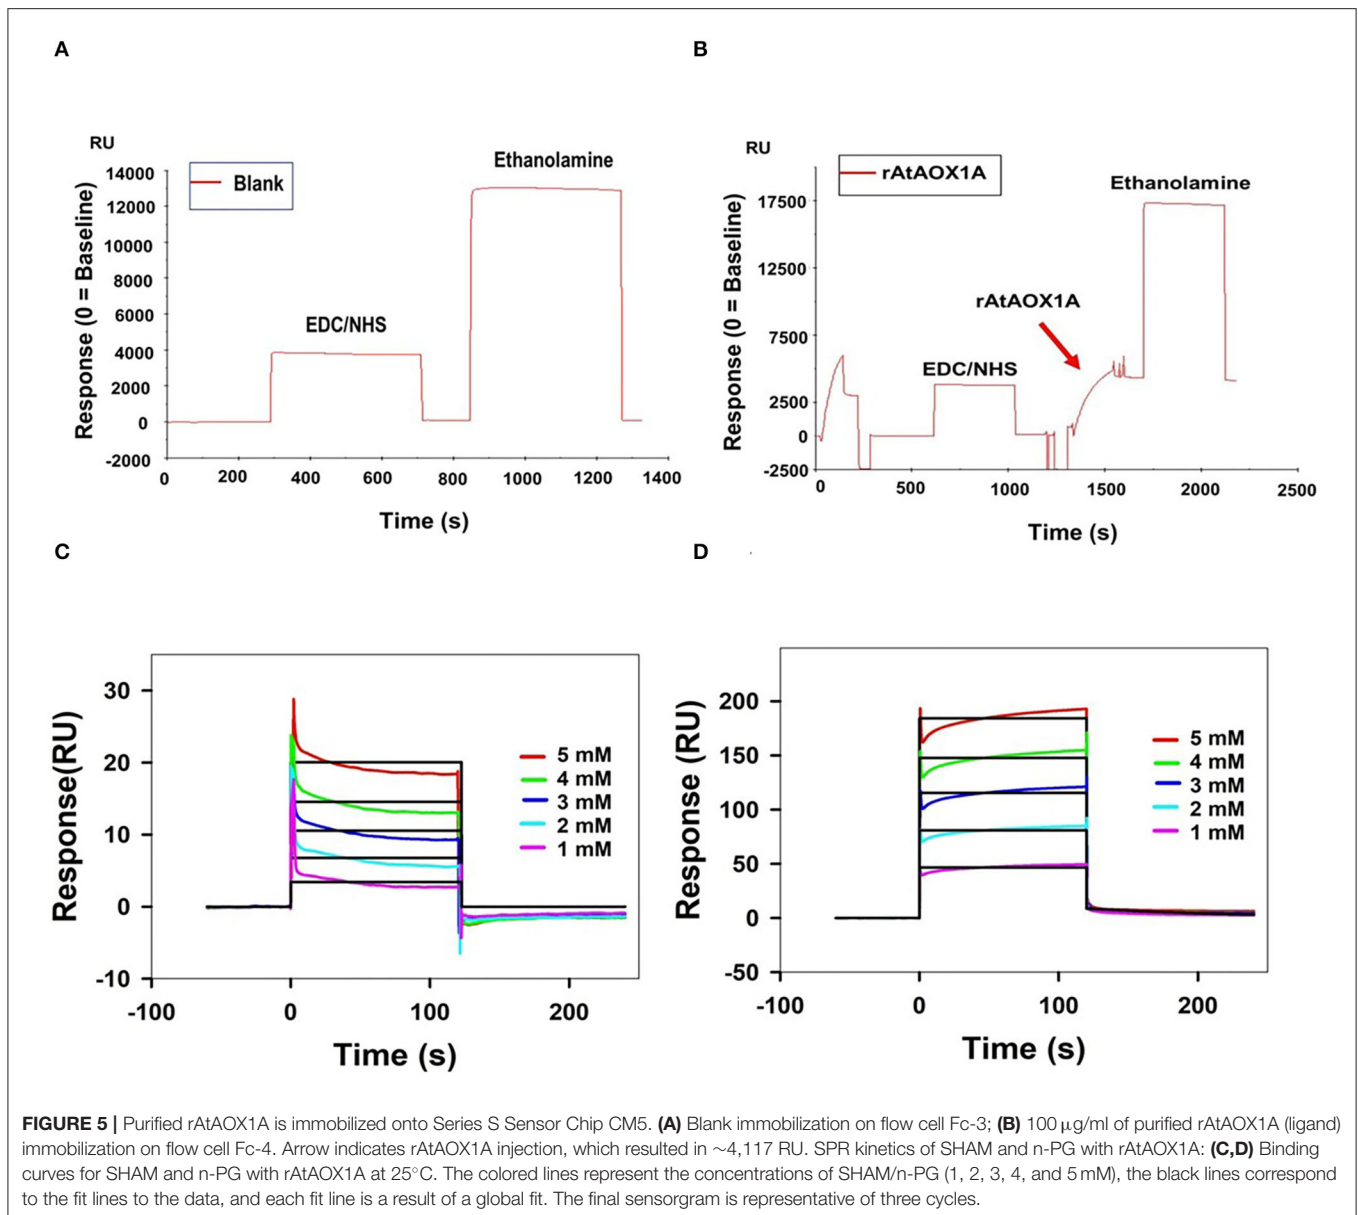 A
B
RU
Blank
Ethanolamine
EDC/NHS
14000
12000
10000
8000
6000
4000
2000
0
-2000
Response (0 = Baseline)
0 200 400 600 800 1000 1200 1400
Time (s)
RU
rAtAOX1A
Ethanolamine
rAtAOX1A
EDC/NHS
17500
12500
7500
2500
0
-2500
Response (0 = Baseline)
0 500 1000 1500 2000 2500
Time (s)
C
D
30
20
10
0
-10
Response(RU)
5 mM
4 mM
3 mM
2 mM
1 mM
-100 0 100 200
Time (s)
200
150
100
50
0
-50
Response (RU)
5 mM
4 mM
3 mM
2 mM
1 mM
-100 0 100 200
Time (s)
FIGURE 5 | Purified rAtAOX1A is immobilized onto Series S Sensor Chip CM5. (A) Blank immobilization on flow cell Fc-3; (B) 100 μg/ml of purified rAtAOX1A (ligand)
immobilization on flow cell Fc-4. Arrow indicates rAtAOX1A injection, which resulted in ~4,117 RU. SPR kinetics of SHAM and n-PG with rAtAOX1A: (C,D) Binding
curves for SHAM and n-PG with rAtAOX1A at 25°C. The colored lines represent the concentrations of SHAM/n-PG (1, 2, 3, 4, and 5 mM), the black lines correspond
to the fit lines to the data, and each fit line is a result of a global fit. The final sensorgram is representative of three cycles.